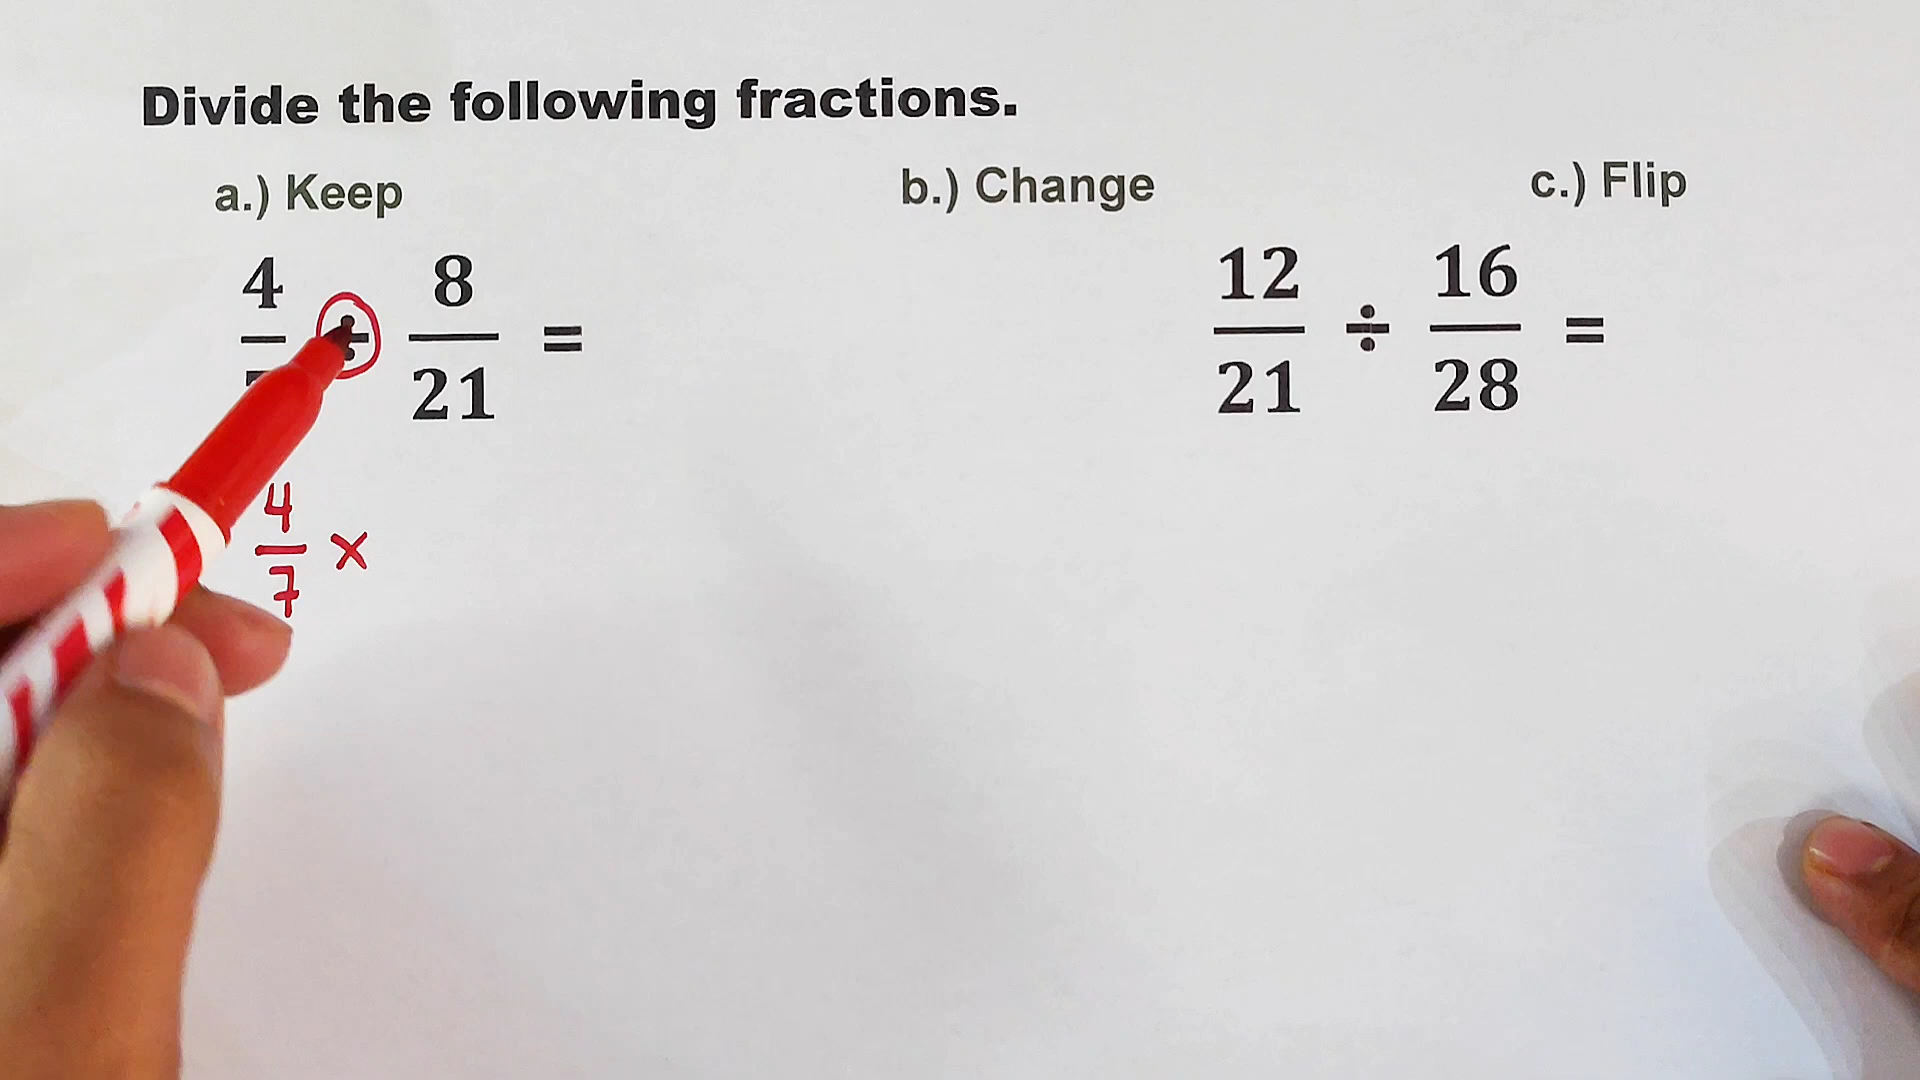 Divide the following fractions.
a.) Keep b.) Change c.) Flip
4 8 12 16
÷ = ÷ =
21 21 28
4
×
7